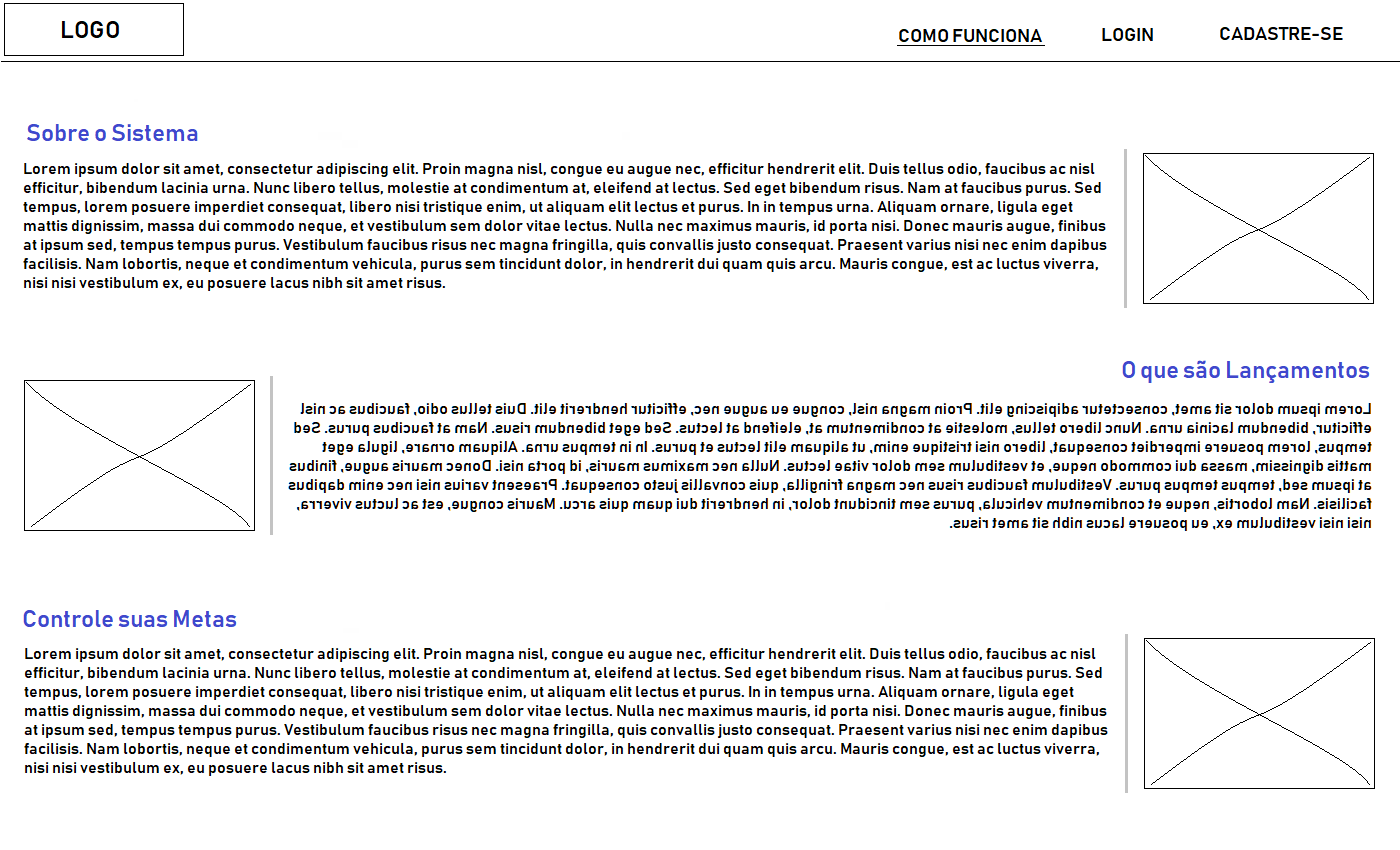 LOGO
COMO FUNCIONA
LOGIN
CADASTRE-SE
Sobre o Sistema
Lorem ipsum dolor sit amet, consectetur adipiscing elit. Proin magna nisl, congue eu augue nec, efficitur hendrerit elit. Duis tellus odio, faucibus ac nisl
efficitur, bibendum lacinia urna. Nunc libero tellus, molestie at condimentum at, eleifend at lectus. Sed eget bibendum risus. Nam at faucibus purus. Sed
tempus, lorem posuere imperdiet consequat, libero nisi tristique enim, ut aliquam elit lectus et purus. In in tempus urna. Aliquam ornare, ligula eget
mattis dignissim, massa dui commodo neque, et vestibulum sem dolor vitae lectus. Nulla nec maximus mauris, id porta nisi. Donec mauris augue, finibus
at ipsum sed, tempus tempus purus. Vestibulum faucibus risus nec magna fringilla, quis convallis justo consequat. Praesent varius nisi nec enim dapibus
facilisis. Nam lobortis, neque et condimentum vehicula, purus sem tincidunt dolor, in hendrerit dui quam quis arcu. Mauris congue, est ac luctus viverra,
nisi nisi vestibulum ex, eu posuere lacus nibh sit amet risus.
O que são Lançamentos
Lorem ipsum dolor sit amet, consectetur adipiscing elit. Proin magna nisl, congue eu augue nec, efficitur hendrerit elit. Duis tellus odio, faucibus ac nisl
efficitur, bibendum lacinia urna. Nunc libero tellus, molestie at condimentum at, eleifend at lectus. Sed eget bibendum risus. Nam at faucibus purus. Sed
tempus, lorem posuere imperdiet consequat, libero nisi tristique enim, ut aliquam elit lectus et purus. In in tempus urna. Aliquam ornare, ligula eget
mattis dignissim, massa dui commodo neque, et vestibulum sem dolor vitae lectus. Nulla nec maximus mauris, id porta nisi. Donec mauris augue, finibus
at ipsum sed, tempus tempus purus. Vestibulum faucibus risus nec magna fringilla, quis convallis justo consequat. Praesent varius nisi nec enim dapibus
facilisis. Nam lobortis, neque et condimentum vehicula, purus sem tincidunt dolor, in hendrerit dui quam quis arcu. Mauris congue, est ac luctus viverra,
nisi nisi vestibulum ex, eu posuere lacus nibh sit amet risus.
Controle suas Metas
Lorem ipsum dolor sit amet, consectetur adipiscing elit. Proin magna nisl, congue eu augue nec, efficitur hendrerit elit. Duis tellus odio, faucibus ac nisl
efficitur, bibendum lacinia urna. Nunc libero tellus, molestie at condimentum at, eleifend at lectus. Sed eget bibendum risus. Nam at faucibus purus. Sed
tempus, lorem posuere imperdiet consequat, libero nisi tristique enim, ut aliquam elit lectus et purus. In in tempus urna. Aliquam ornare, ligula eget
mattis dignissim, massa dui commodo neque, et vestibulum sem dolor vitae lectus. Nulla nec maximus mauris, id porta nisi. Donec mauris augue, finibus
at ipsum sed, tempus tempus purus. Vestibulum faucibus risus nec magna fringilla, quis convallis justo consequat. Praesent varius nisi nec enim dapibus
facilisis. Nam lobortis, neque et condimentum vehicula, purus sem tincidunt dolor, in hendrerit dui quam quis arcu. Mauris congue, est ac luctus viverra,
nisi nisi vestibulum ex, eu posuere lacus nibh sit amet risus.